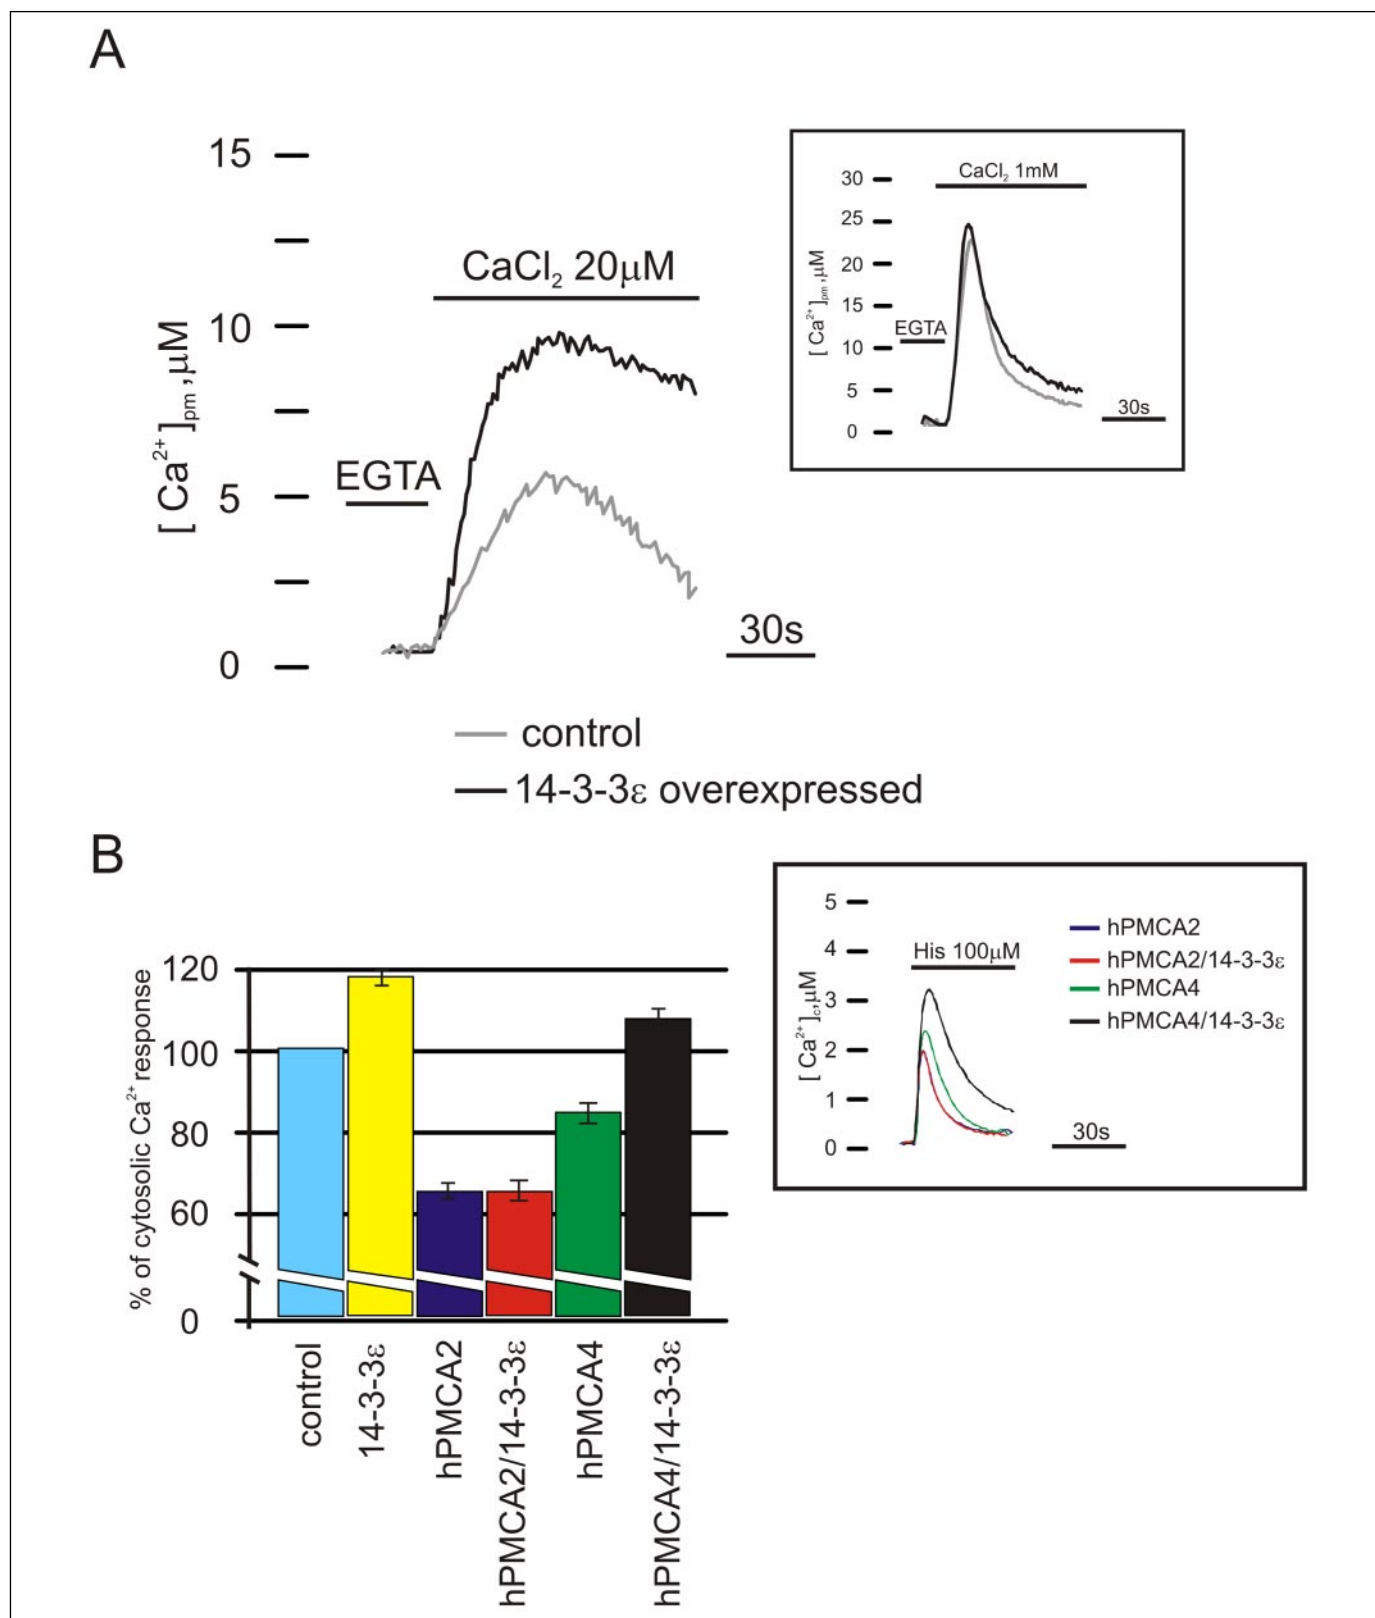 A
15
10
5
0
[ Ca²⁺]pm,µM
EGTA
CaCl₂ 20µM
30s
control
14-3-3ε overexpressed
30
25
20
15
10
5
0
[ Ca²⁺]pm,µM
EGTA
CaCl₂ 1mM
30s
B
120
100
80
60
0
% of cytosolic Ca²⁺ response
control
14-3-3ε
hPMCA2
hPMCA2/14-3-3ε
hPMCA4
hPMCA4/14-3-3ε
5
4
3
2
1
0
[ Ca²⁺]c,µM
His 100µM
30s
hPMCA2
hPMCA2/14-3-3ε
hPMCA4
hPMCA4/14-3-3ε